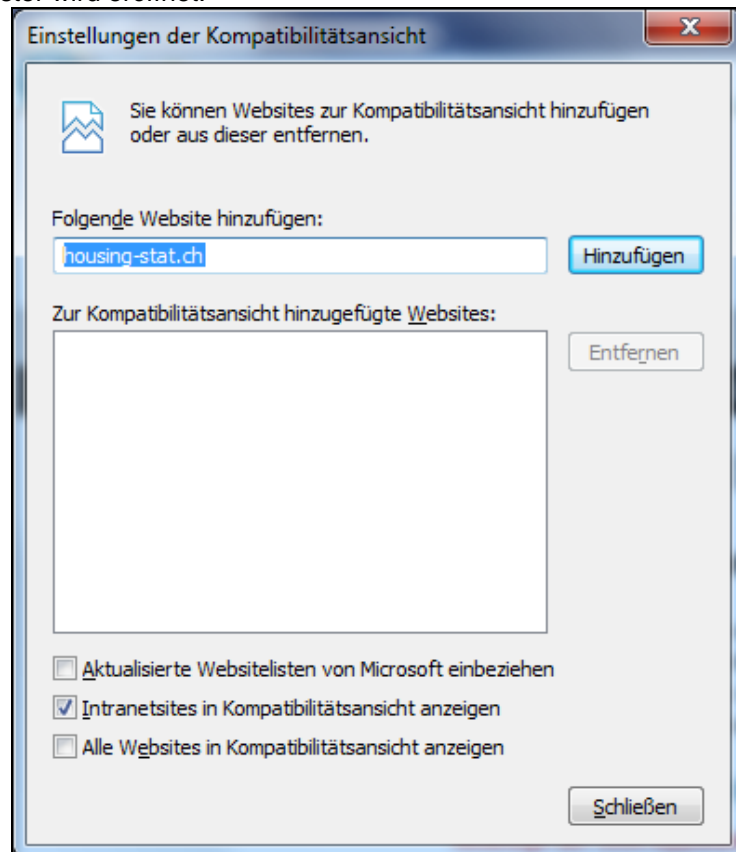 wird eröffnet.
Einstellungen der Kompatibilitätsansicht
Sie können Websites zur Kompatibilitätsansicht hinzufügen
oder aus dieser entfernen.
Folgende Website hinzufügen:
housing-stat.ch
Hinzufügen
Zur Kompatibilitätsansicht hinzugefügte Websites:
Entfernen
Aktualisierte Websitelisten von Microsoft einbeziehen
Intranetsites in Kompatibilitätsansicht anzeigen
Alle Websites in Kompatibilitätsansicht anzeigen
Schließen